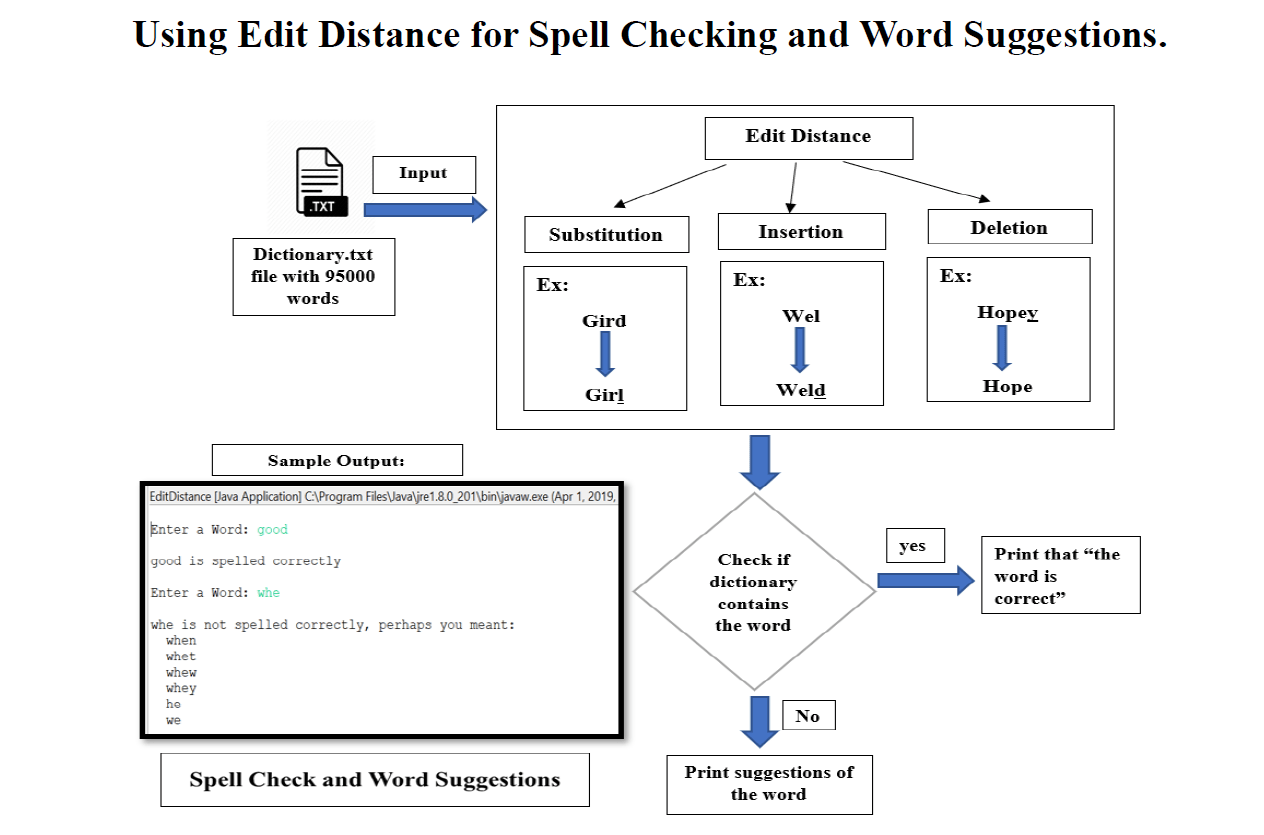 Using Edit Distance for Spell Checking and Word Suggestions.
.TXT
Input
Dictionary.txt
file with 95000
words
Edit Distance
Substitution
Insertion
Deletion
Ex:
Gird
Girl
Ex:
Wel
Weld
Ex:
Hopey
Hope
Check if
dictionary
contains
the word
yes
Print that “the
word is
correct”
No
Print suggestions of
the word
Sample Output:
EditDistance [Java Application] C:\Program Files\Java\jre1.8.0_201\bin\javaw.exe (Apr 1, 2019,
Enter a Word: good
good is spelled correctly
Enter a Word: whe
whe is not spelled correctly, perhaps you meant:
when
whet
whew
whey
he
we
Spell Check and Word Suggestions